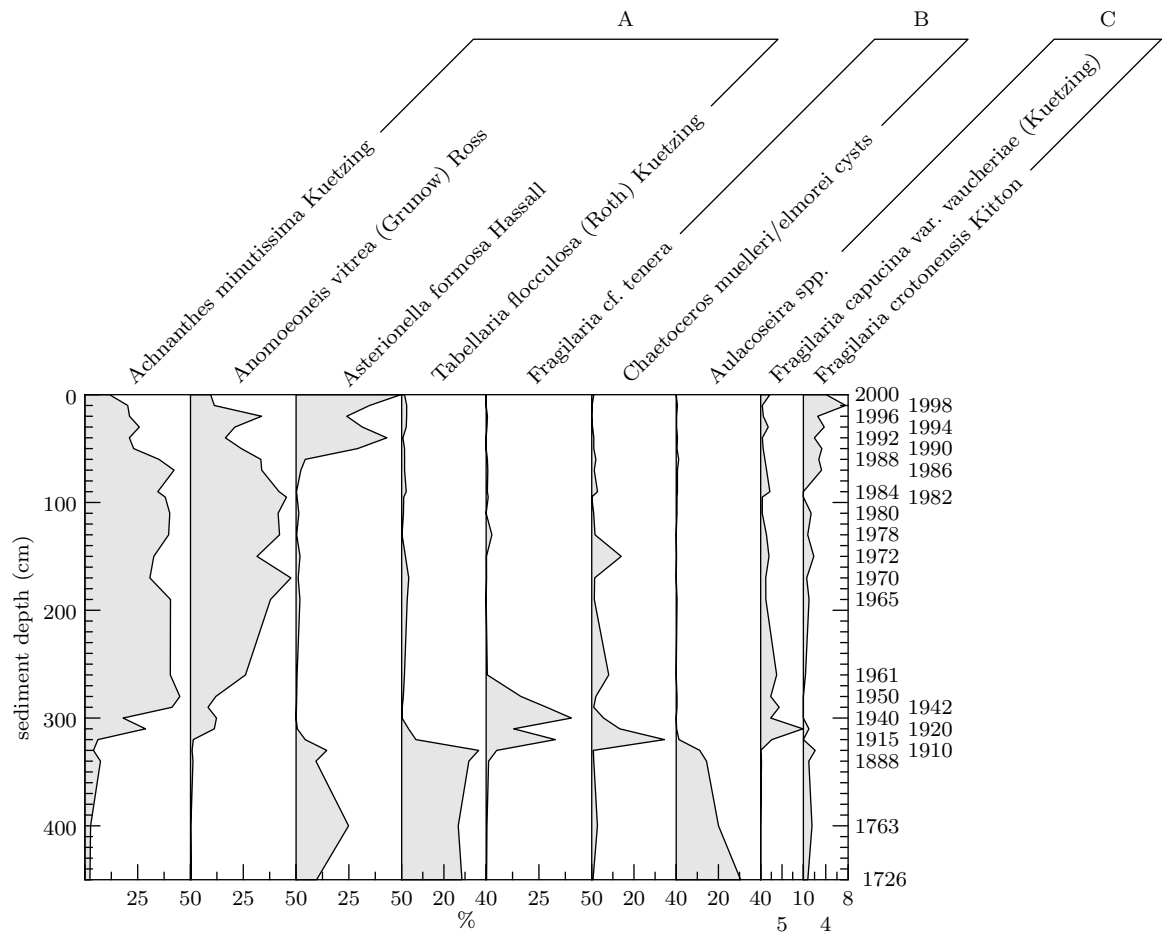 A
B
C
Achnanthes minutissima Kuetzing
Anomoeoneis vitrea (Grunow) Ross
Asterionella formosa Hassall
Tabellaria flocculosa (Roth) Kuetzing
Fragilaria cf. tenera
Chaetoceros muelleri/elmorei cysts
Aulacoseira spp.
Fragilaria capucina var. vaucheriae (Kuetzing)
Fragilaria crotonensis Kitton
sediment depth (cm)
0
100
200
300
400
2000
1998
1996
1994
1992
1990
1988
1986
1984
1982
1980
1978
1972
1970
1965
1961
1950
1942
1940
1920
1915
1910
1888
1763
1726
25 50 25 50 25 50 20 40 25 50 20 40 20 40 10 8
%
5 4